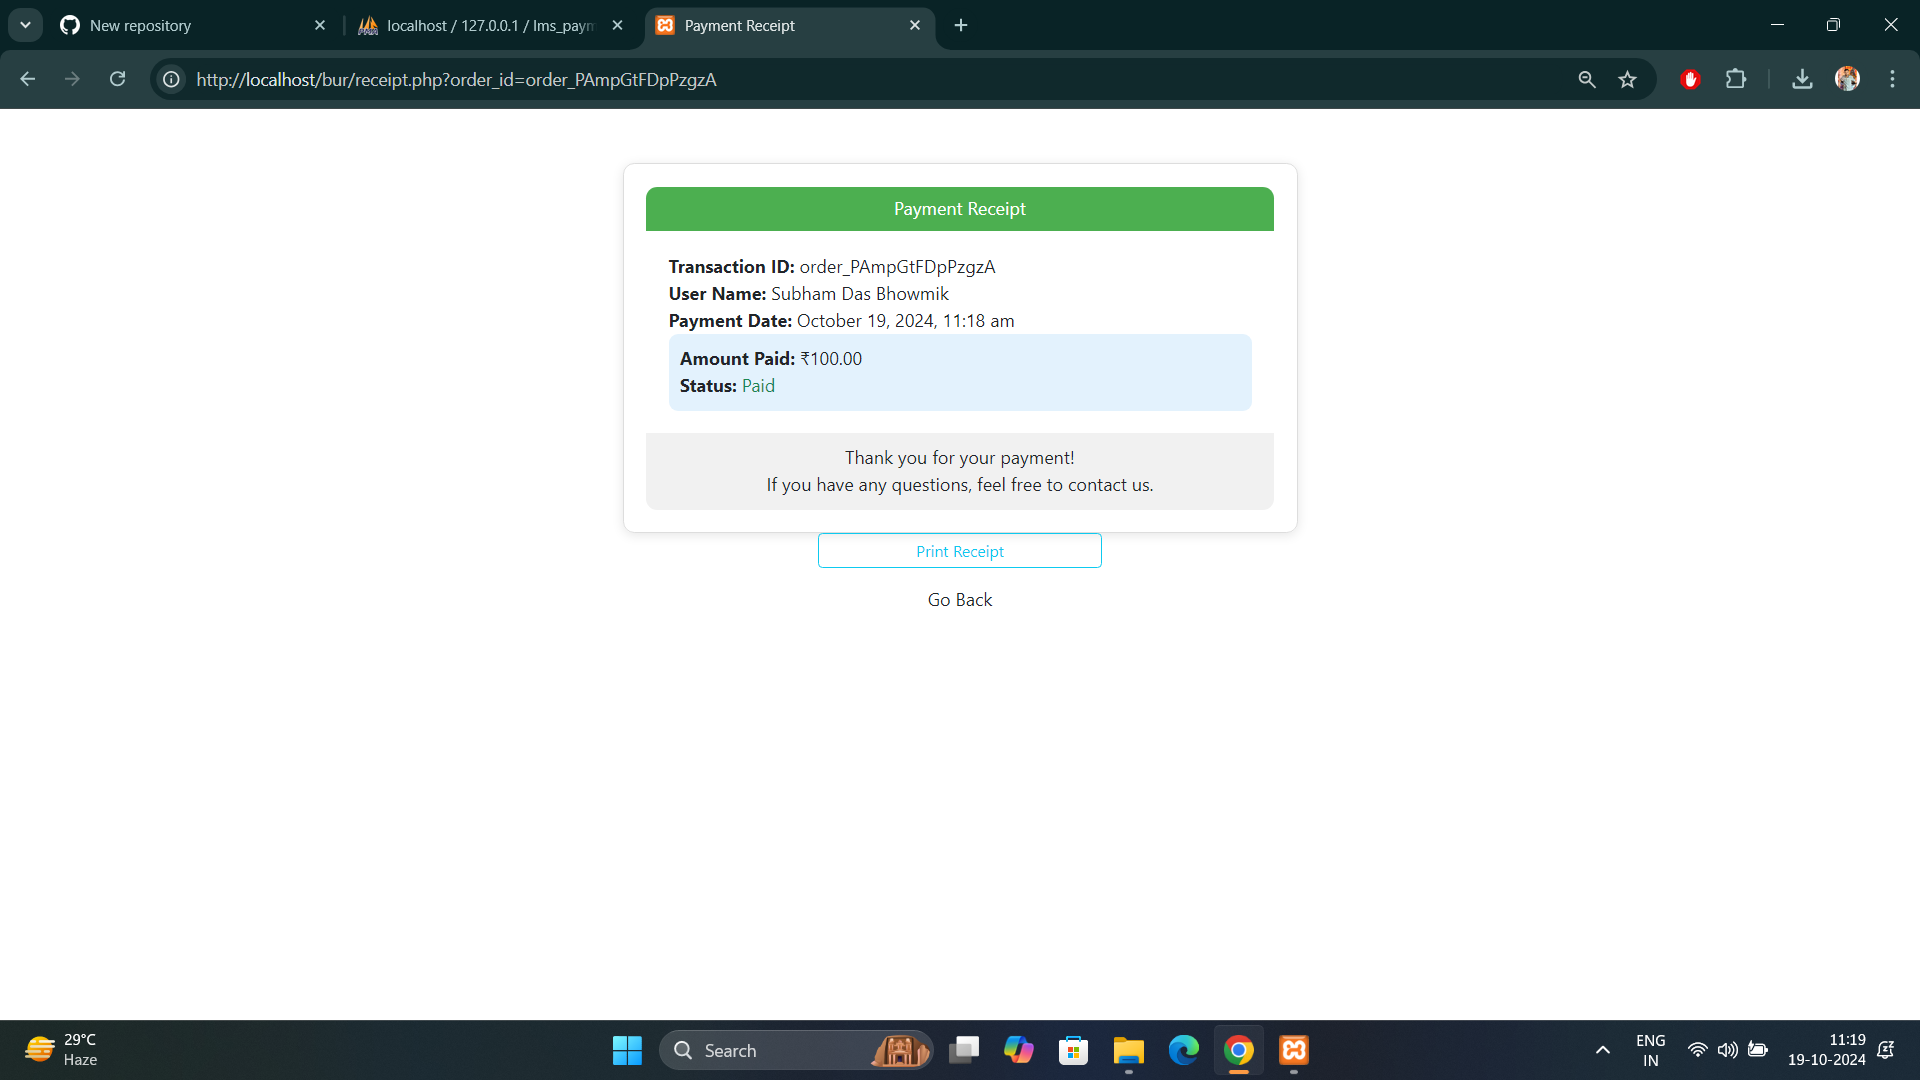 New repository
localhost / 127.0.0.1 / lms_paym
Payment Receipt
http://localhost/bur/receipt.php?order_id=order_PAmpGtFDpPzgzA
Payment Receipt
Transaction ID: order_PAmpGtFDpPzgzA
User Name: Subham Das Bhowmik
Payment Date: October 19, 2024, 11:18 am
Amount Paid: ₹100.00
Status: Paid
Thank you for your payment!
If you have any questions, feel free to contact us.
Print Receipt
Go Back
29°C
Haze
Search
ENG
IN
11:19
19-10-2024